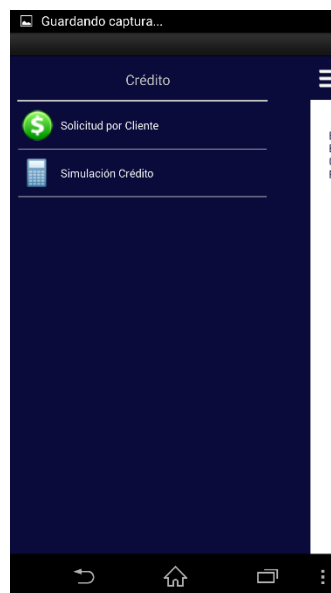 Guardando captura...
Crédito
Solicitud por Cliente
Simulación Crédito